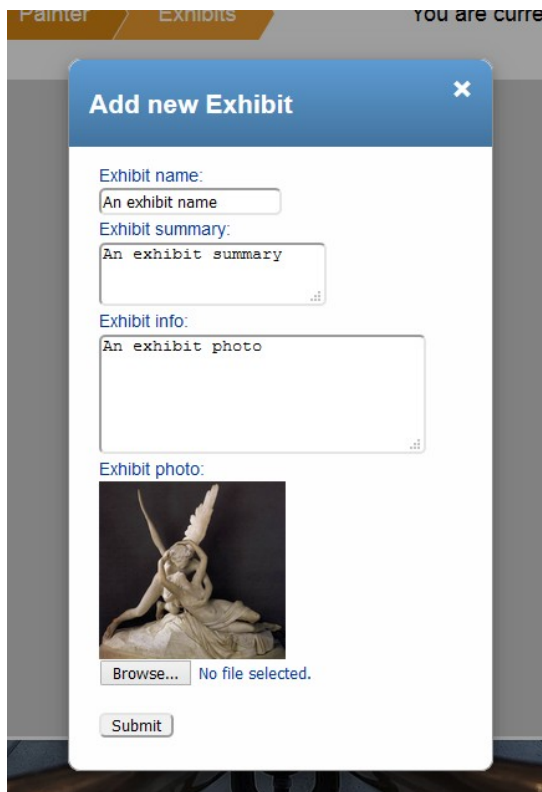 Painter Exhibits You are curre
Add new Exhibit ×
Exhibit name:
An exhibit name
Exhibit summary:
An exhibit summary
Exhibit info:
An exhibit photo
Exhibit photo:
Browse... No file selected.
Submit